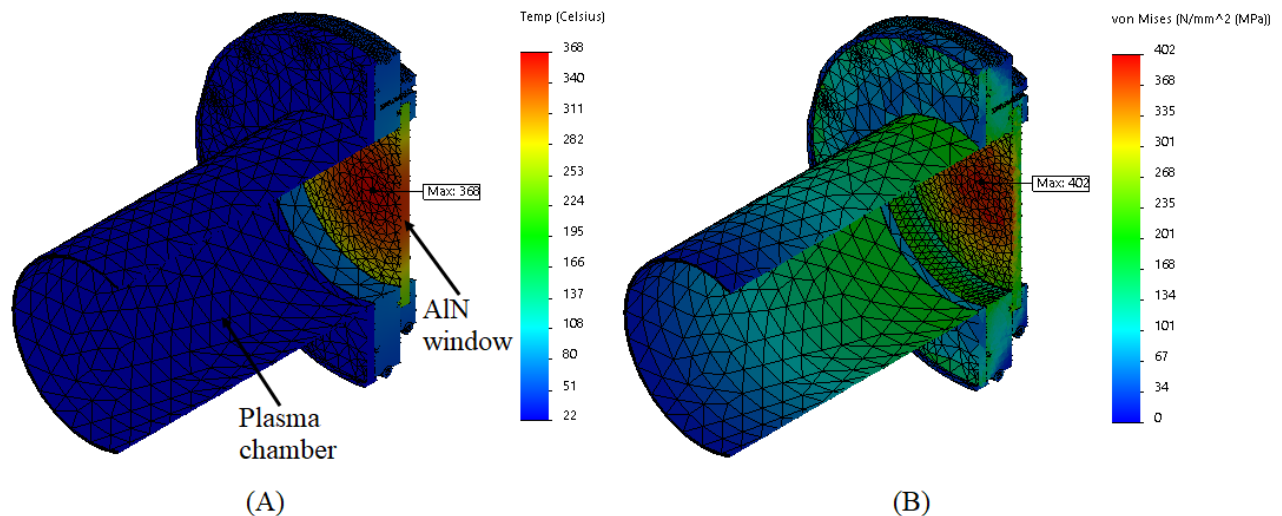 Temp (Celsius)
368
340
311
282
253
224
195
166
137
108
80
51
22
Max: 368
AlN
window
Plasma
chamber
(A)
von Mises (N/mm^2 (MPa))
402
368
335
302
268
235
201
168
134
101
67
34
0
Max: 402
(B)